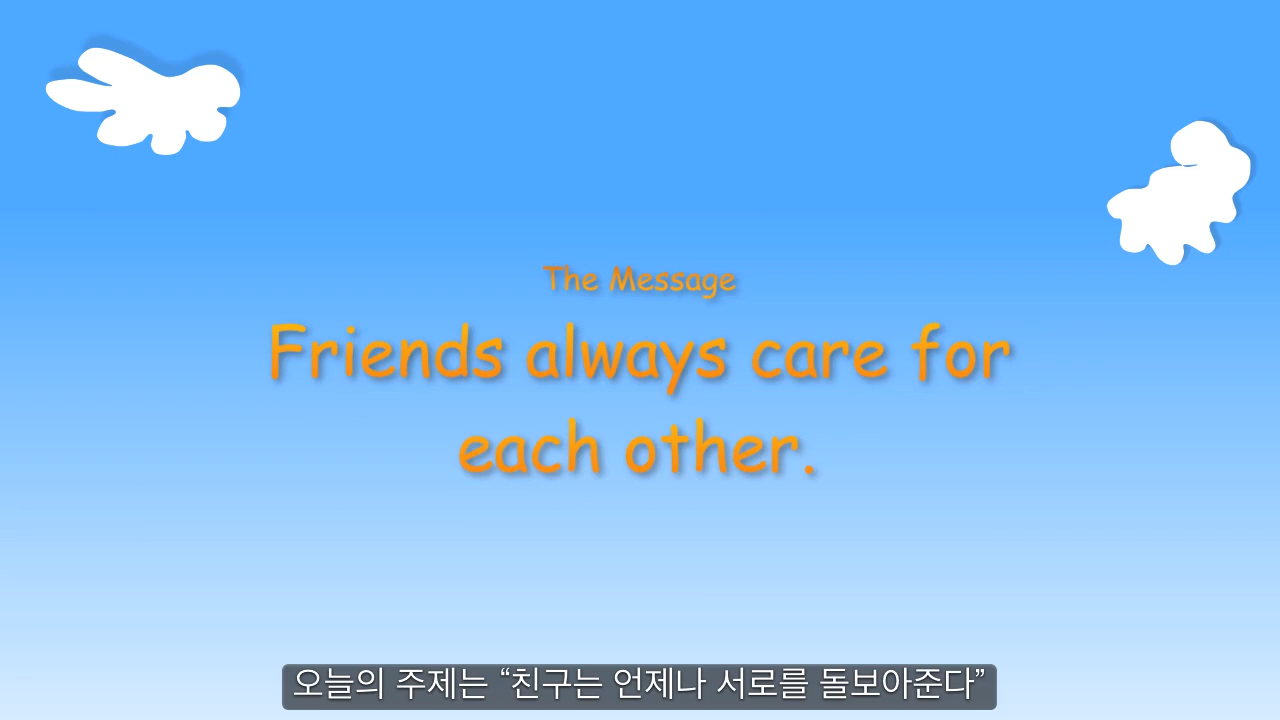 The Message
Friends always care for
each other.
오늘의 주제는 “친구는 언제나 서로를 돌보아준다”